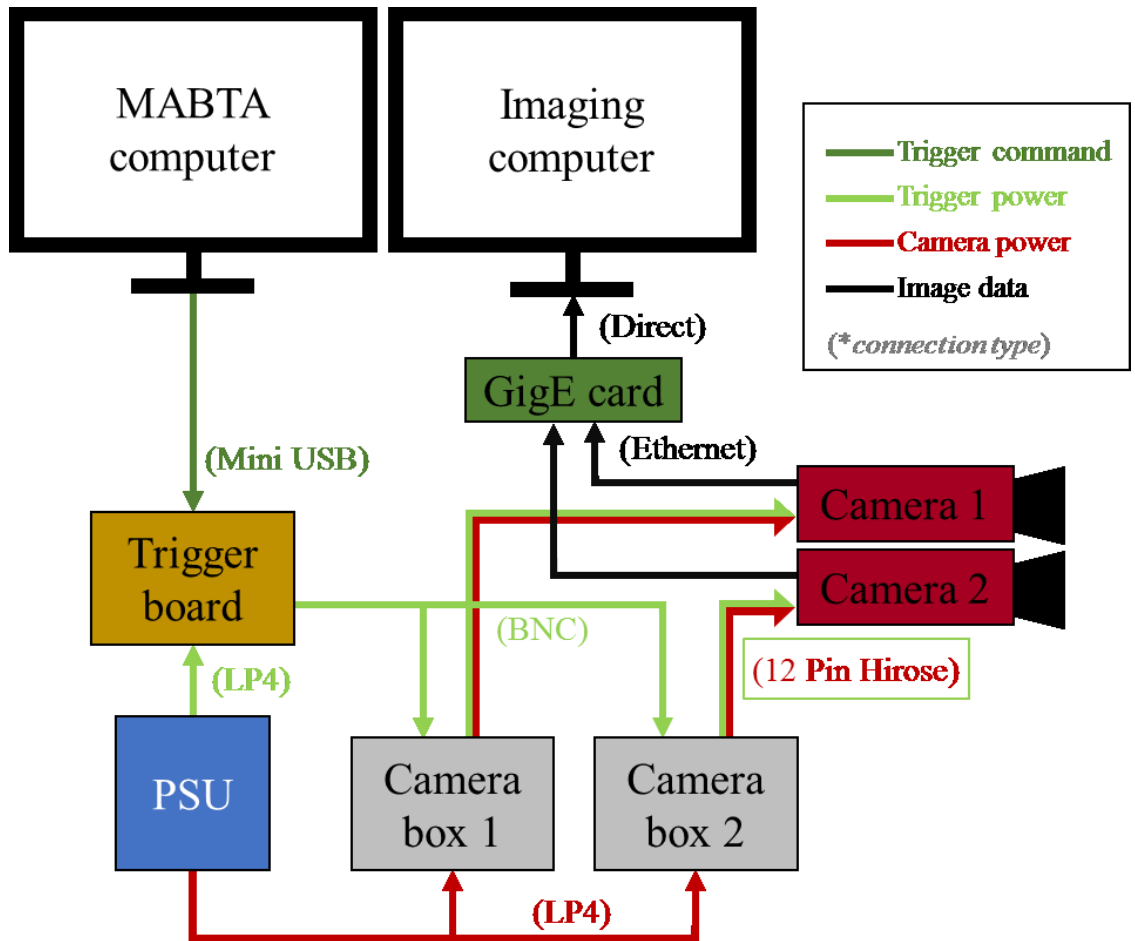 MABTA
computer
Imaging
computer
Trigger command
Trigger power
Camera power
Image data
(*connection type)
(Direct)
GigE card
(Ethernet)
(Mini USB)
Camera 1
Trigger
board
Camera 2
(BNC)
(12 Pin Hirose)
(LP4)
PSU
Camera
box 1
Camera
box 2
(LP4)